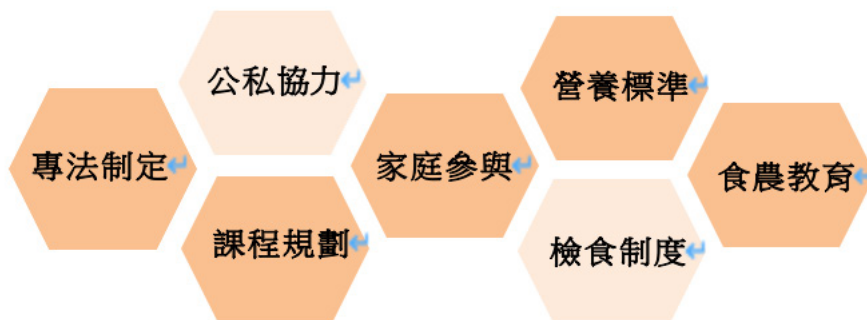 公私協力
營養標準
專法制定
家庭參與
食農教育
課程規劃
檢食制度